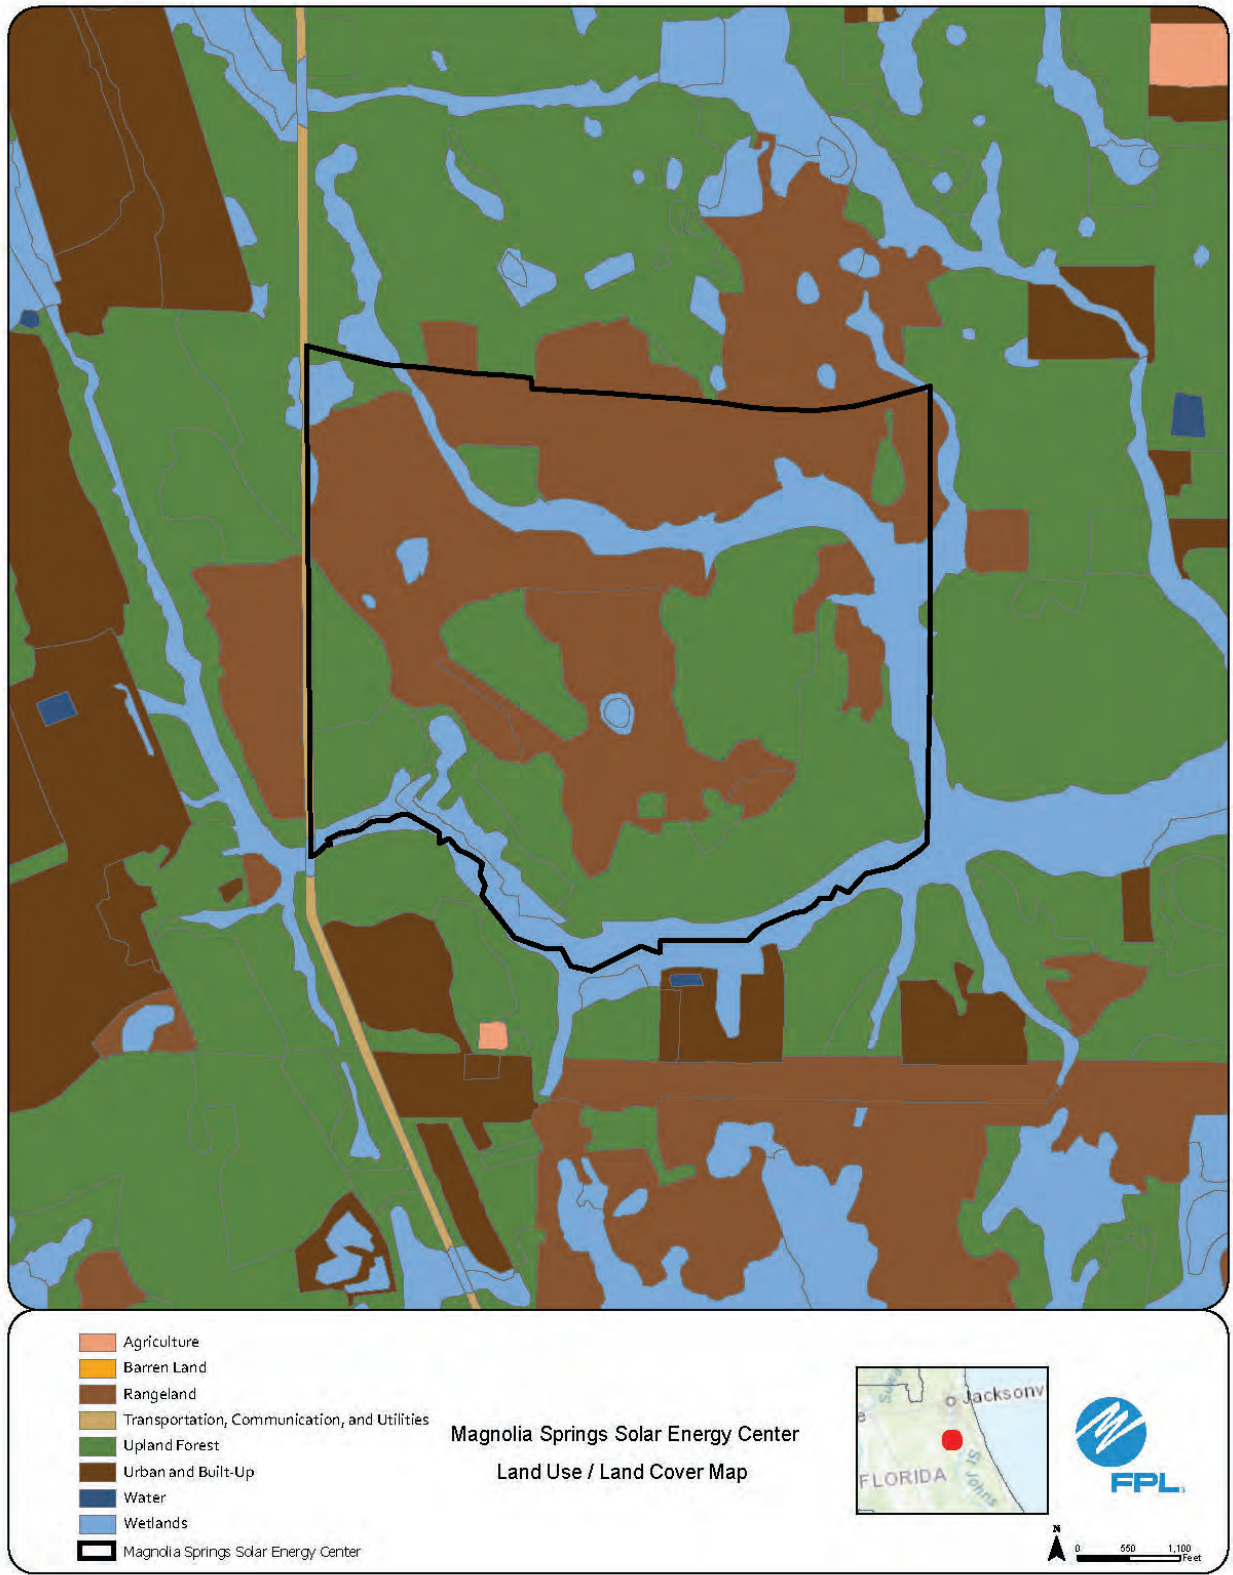 Agriculture
Barren Land
Rangeland
Transportation, Communication, and Utilities
Upland Forest
Urban and Built-Up
Water
Wetlands
Magnolia Springs Solar Energy Center
Magnolia Springs Solar Energy Center
Land Use / Land Cover Map
Jacksonv
FLORIDA
St Johns
FPL
N
0 550 1,100
Feet